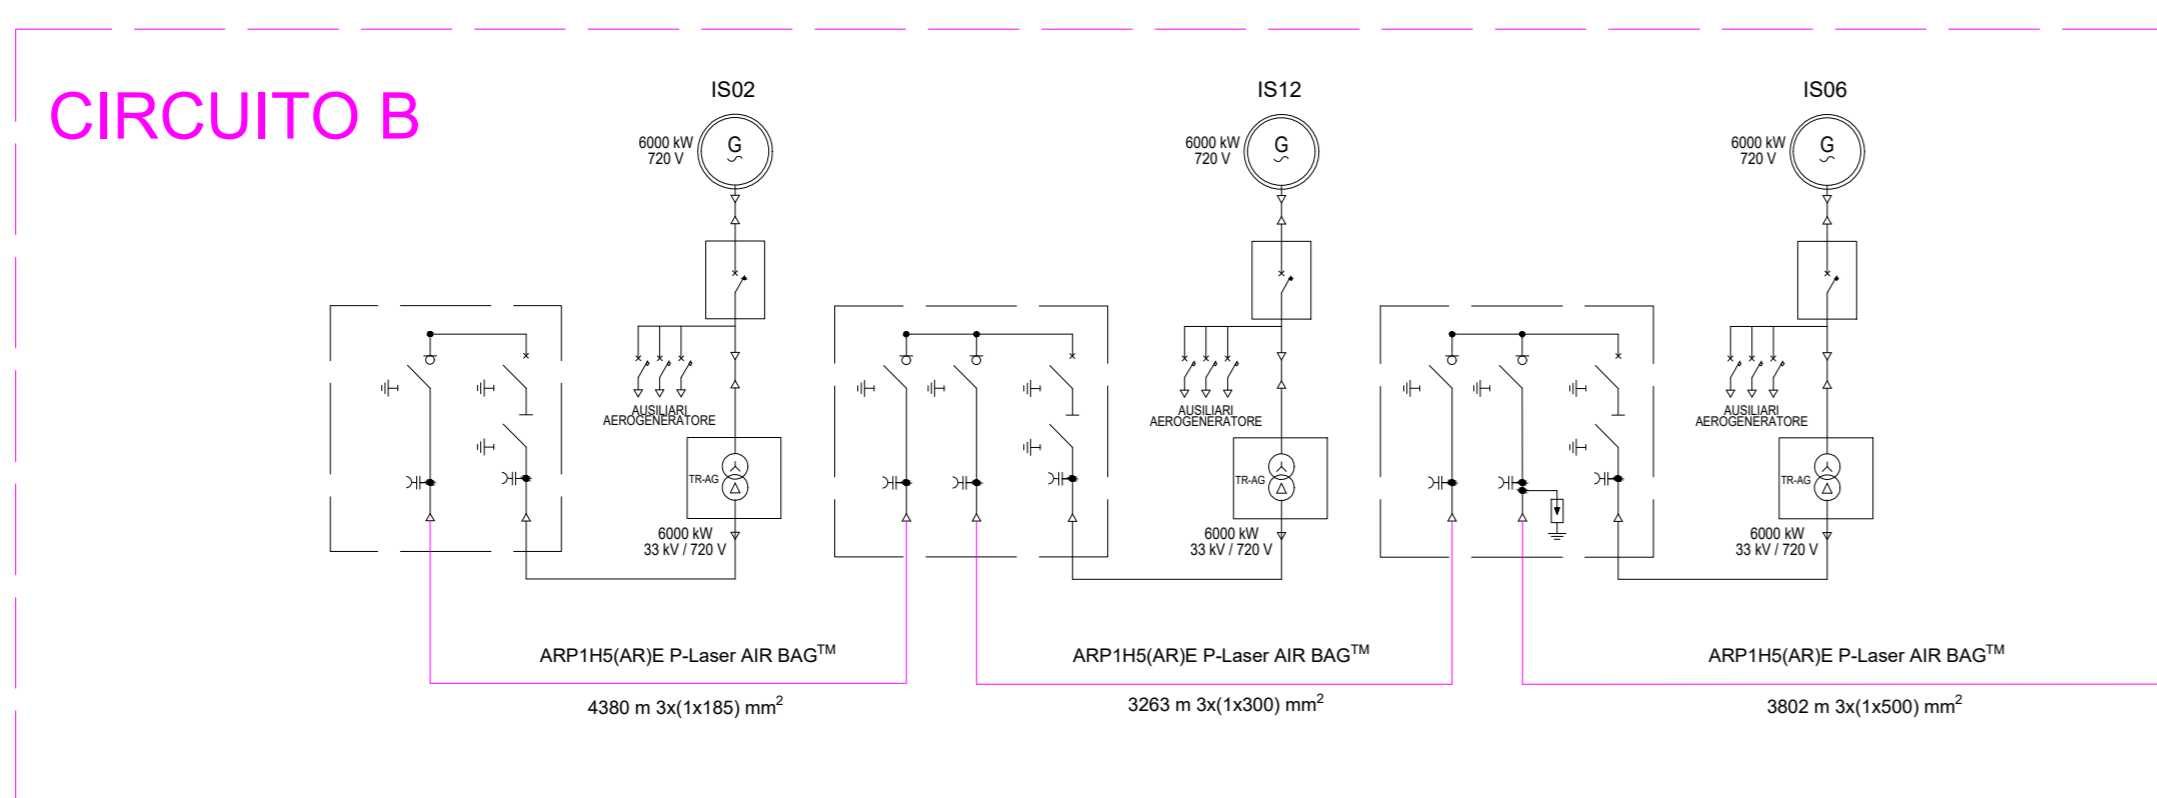 CIRCUITO B
IS02
6000 kW
720 V
G
AUSILIARI
AEROGENERATORE
TR-AG
6000 kW
33 kV / 720 V
IS12
6000 kW
720 V
G
AUSILIARI
AEROGENERATORE
TR-AG
6000 kW
33 kV / 720 V
IS06
6000 kW
720 V
G
AUSILIARI
AEROGENERATORE
TR-AG
6000 kW
33 kV / 720 V
ARP1H5(AR)E P-Laser AIR BAG™
4380 m 3x(1x185) mm²
ARP1H5(AR)E P-Laser AIR BAG™
3263 m 3x(1x300) mm²
ARP1H5(AR)E P-Laser AIR BAG™
3802 m 3x(1x500) mm²